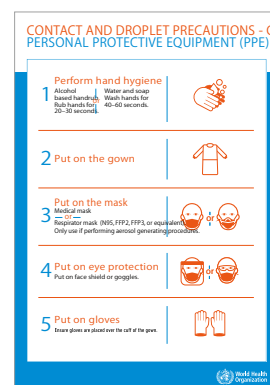 CONTACT AND DROPLET PRECAUTIONS -
PERSONAL PROTECTIVE EQUIPMENT (PPE)
Perform hand hygiene
1
Alcohol
based handrub
Rub hands for
20–30 seconds.
or
Water and soap
Wash hands for
40–60 seconds.
2 Put on the gown
Put on the mask
3
Medical mask
— or —
Respirator mask (N95, FFP2, FFP3, or equivalent)
Only use if performing aerosol generating procedures.
or
4 Put on eye protection
Put on face shield or goggles.
or
5 Put on gloves
Ensure gloves are placed over the cuff of the gown.
World Health
Organization